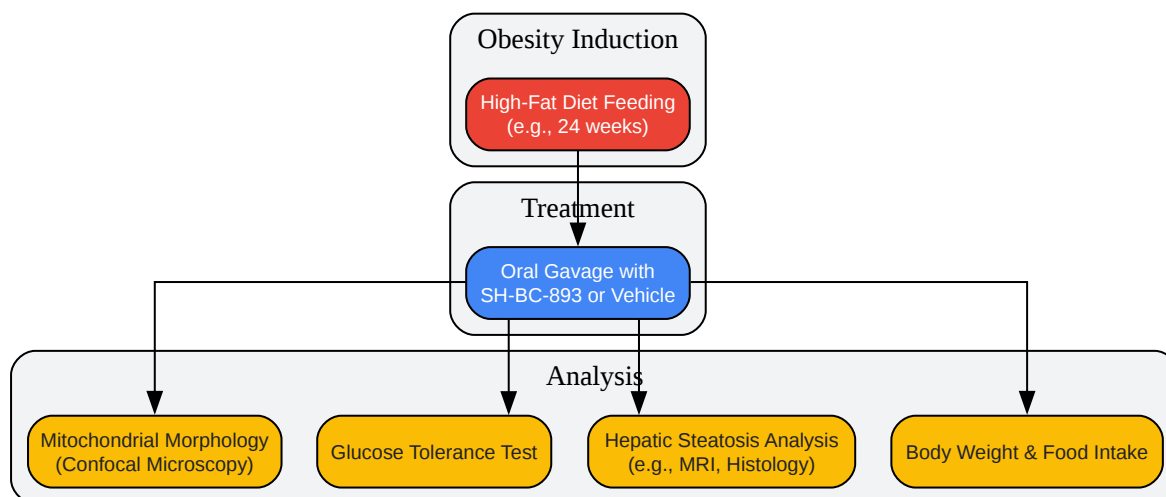 Obesity Induction
High-Fat Diet Feeding
(e.g., 24 weeks)
Treatment
Oral Gavage with
SH-BC-893 or Vehicle
Analysis
Mitochondrial Morphology
(Confocal Microscopy)
Glucose Tolerance Test
Hepatic Steatosis Analysis
(e.g., MRI, Histology)
Body Weight & Food Intake